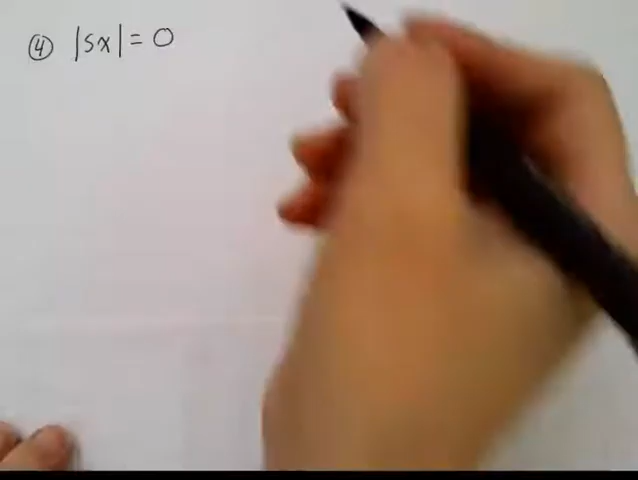 ④ |5x| = 0